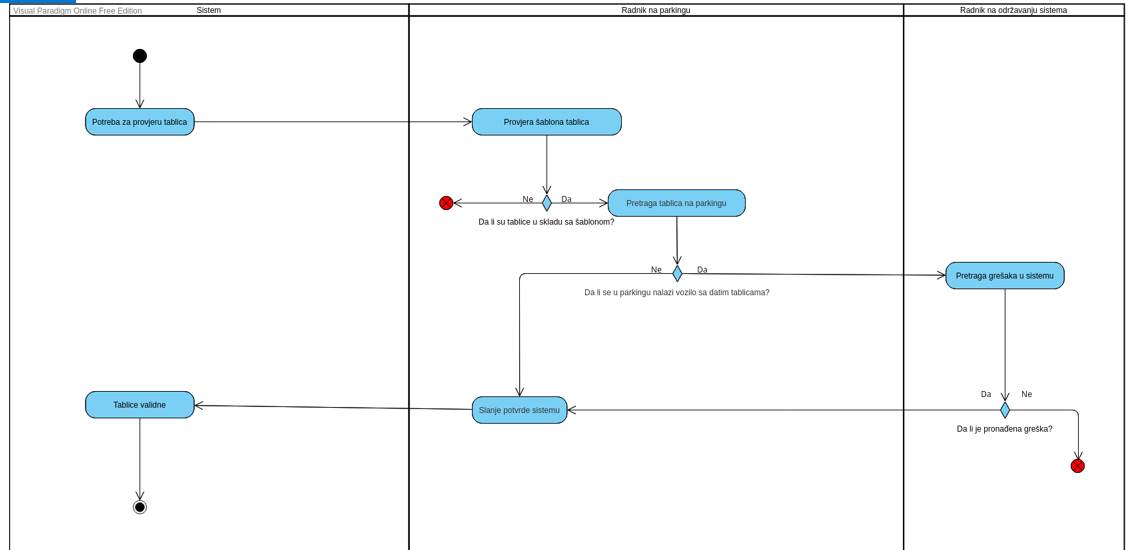 Visual Paradigm Online Free Edition
Sistem
Radnik na parkingu
Radnik na održavanju sistema
Potreba za provjeru tablica
Provjera šablona tablica
Ne
Da
Pretraga tablica na parkingu
Da li su tablice u skladu sa šablonom?
Ne
Da
Pretraga grešaka u sistemu
Da li se u parkingu nalazi vozilo sa datim tablicama?
Da
Ne
Tablice validne
Slanje potvrde sistemu
Da li je pronađena greška?